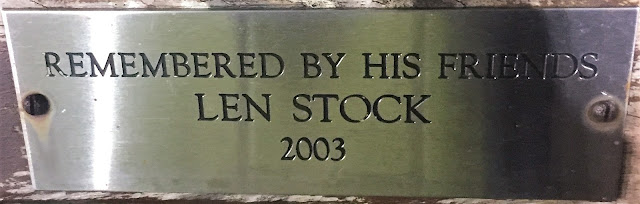 REMEMBERED BY HIS FRIENDS
LEN STOCK
2003